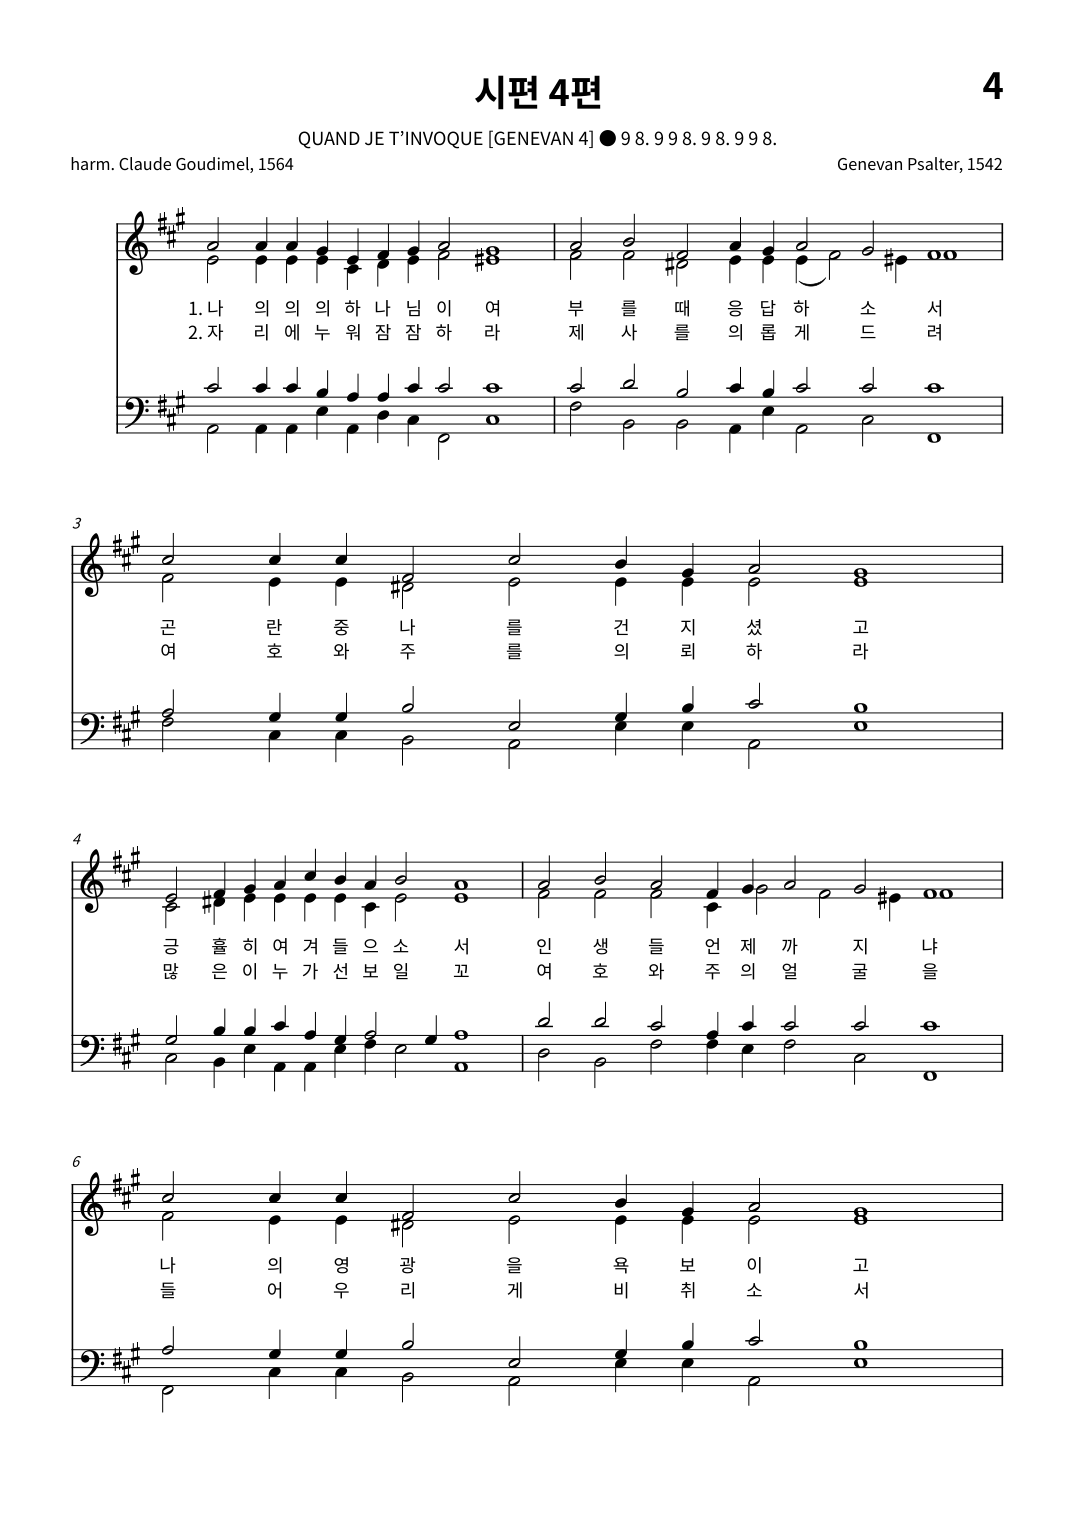 시편 4편
4
QUAND JE T’INVOQUE [GENEVAN 4] ● 9 8. 9 9 8. 9 8. 9 9 8.
harm. Claude Goudimel, 1564
Genevan Psalter, 1542
1. 나 의 의 의 하 나 님 이 여 부 를 때 응 답 하 소 서
2. 자 리 에 누 워 잠 잠 하 라 제 사 를 의 롭 게 드 려
3
곤 란 중 나 를 건 지 셨 고
여 호 와 주 를 의 뢰 하 라
4
긍 휼 히 여 겨 들 으 소 서 인 생 들 언 제 까 지 냐
많 은 이 누 가 선 보 일 꼬 여 호 와 주 의 얼 굴 을
6
나 의 영 광 을 욕 보 이 고
들 어 우 리 게 비 취 소 서